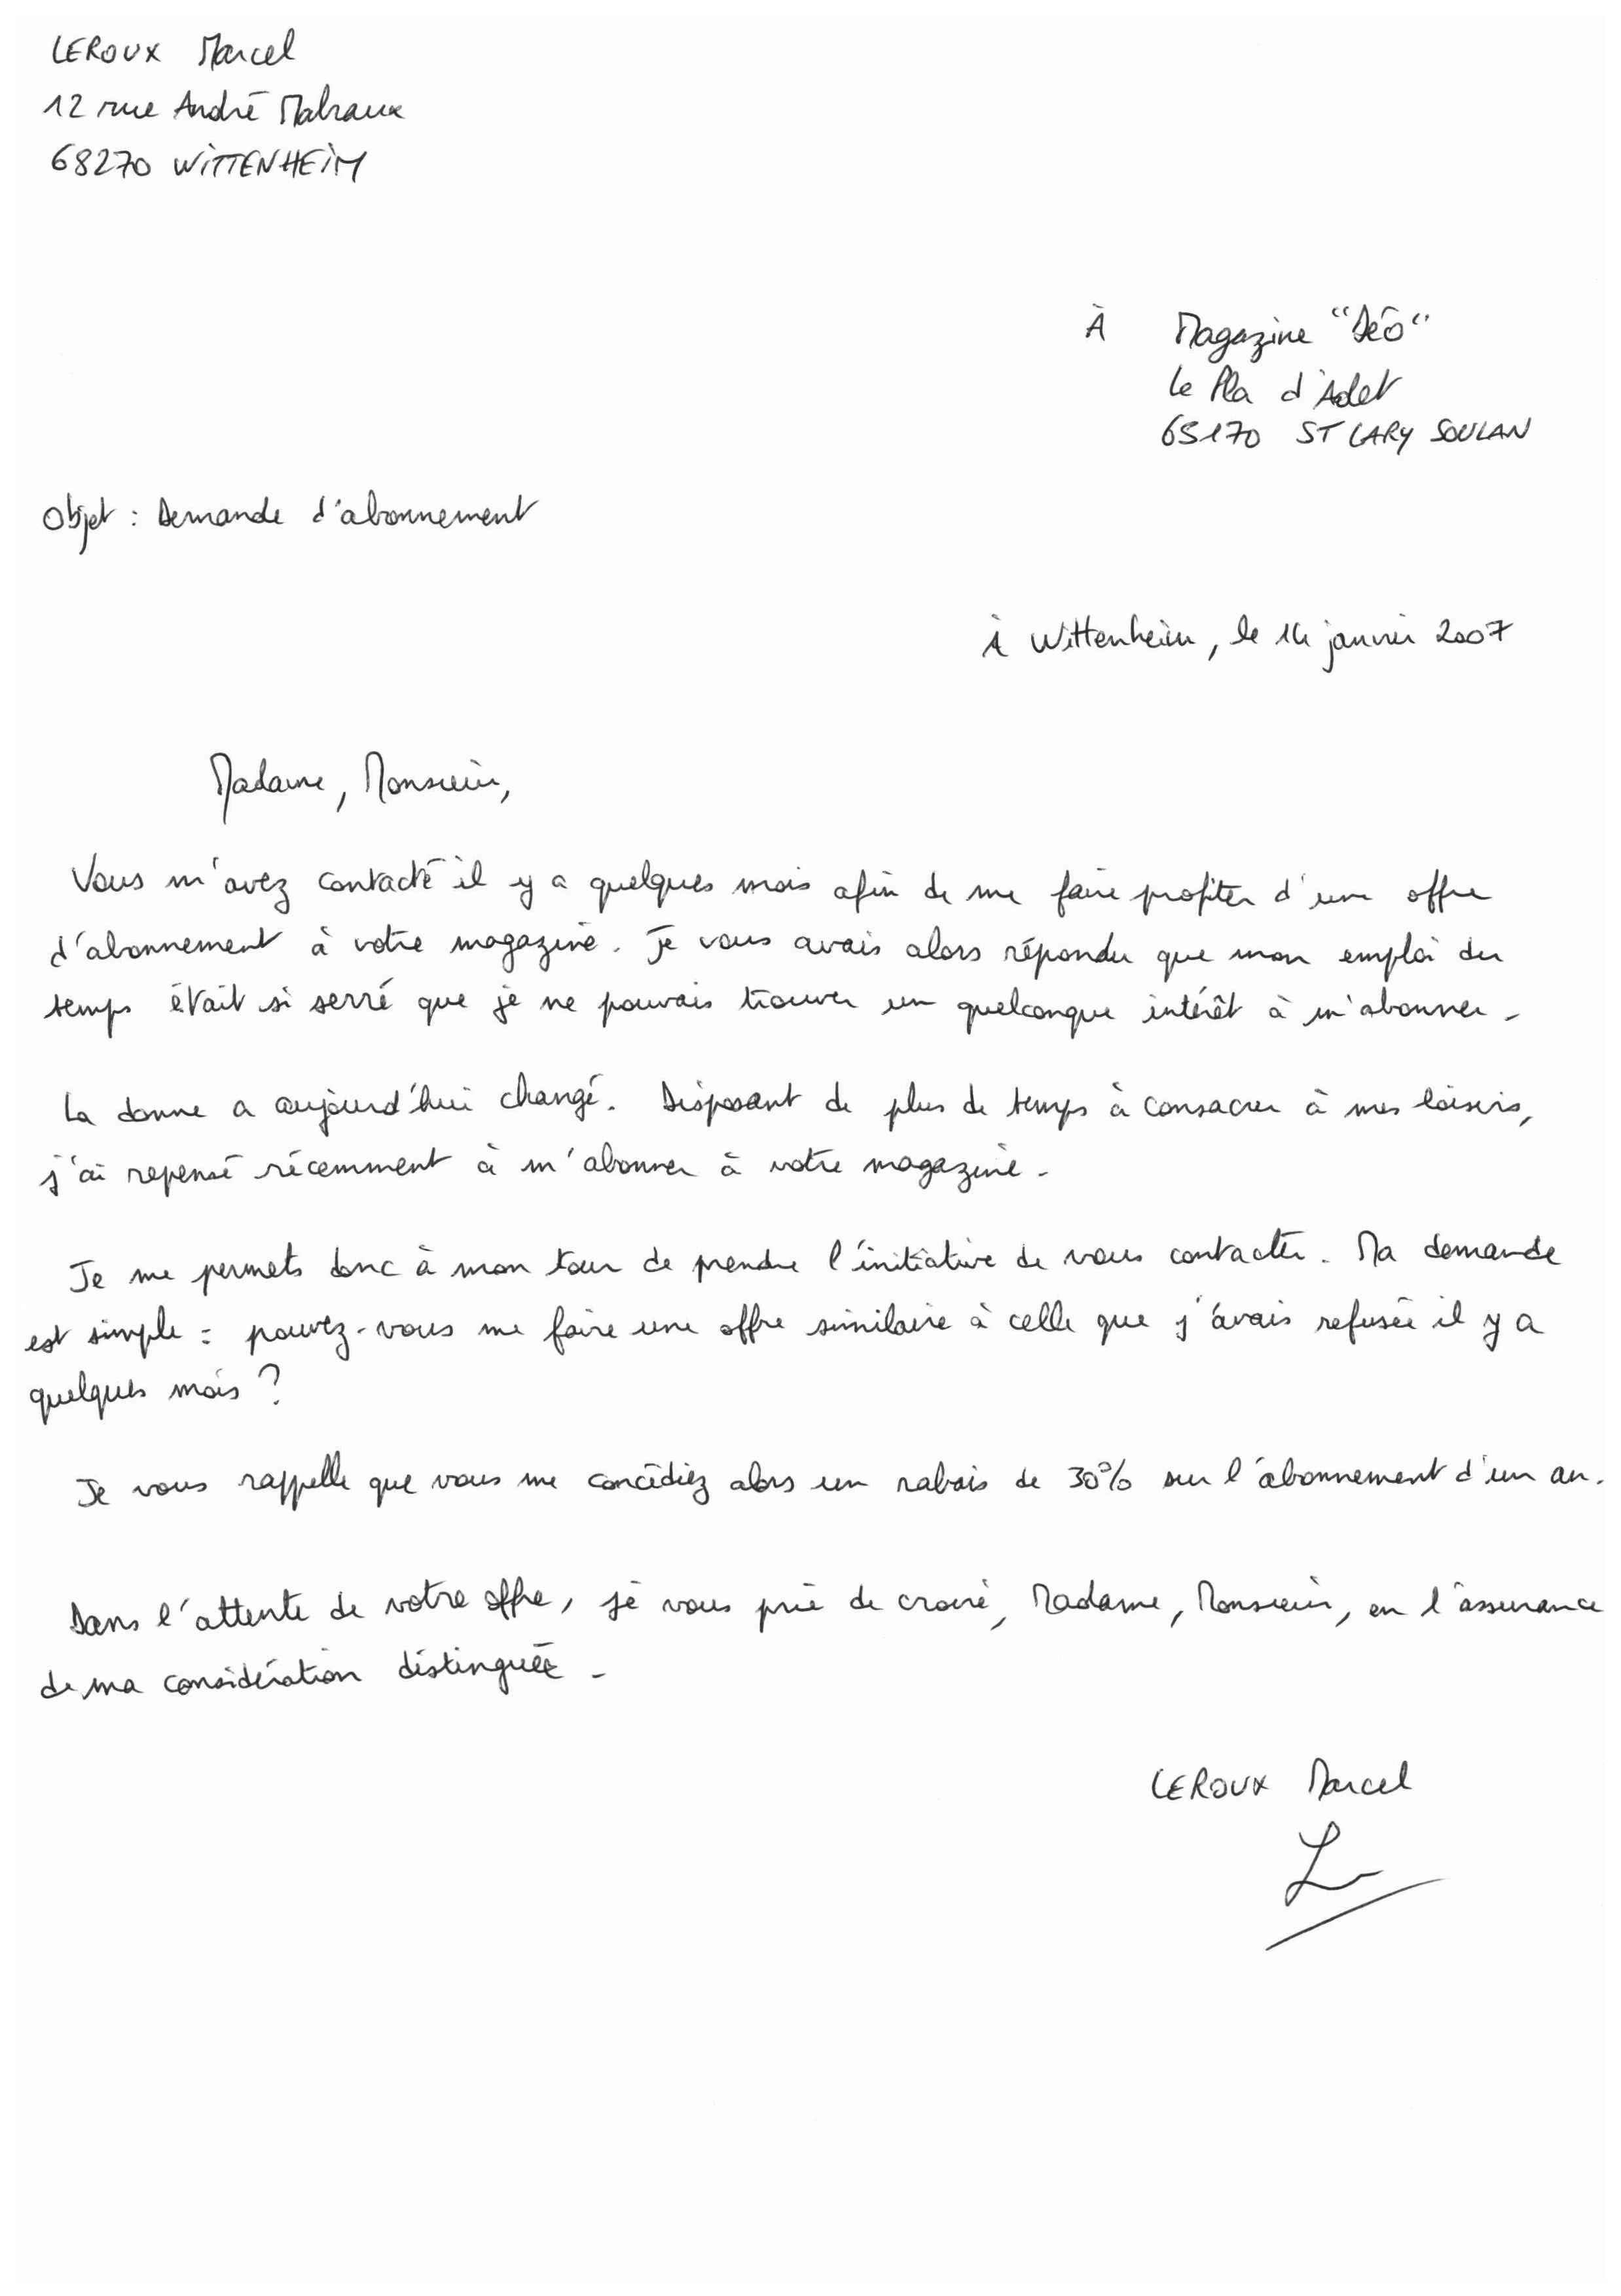 LEROUX Marcel
12 rue André Malraux
68270 WITTENHEIM
À Magazine "Déo"
Le Pla d'Adet
65170 ST LARY SOULAN
Objet : Demande d'abonnement
À Wittenheim, le 14 janvier 2007
Madame, Monsieur,
Vous m'avez contacté il y a quelques mois afin de me faire profiter d'une offre
d'abonnement à votre magazine. Je vous avais alors répondu que mon emploi du
temps était si serré que je ne pouvais trouver un quelconque intérêt à m'abonner.
La donne a aujourd'hui changé. Disposant de plus de temps à consacrer à mes loisirs,
j'ai repensé récemment à m'abonner à votre magazine.
Je me permets donc à mon tour de prendre l'initiative de vous contacter. Ma demande
est simple : pouvez-vous me faire une offre similaire à celle que j'avais refusée il y a
quelques mois ?
Je vous rappelle que vous me concédiez alors un rabais de 30% sur l'abonnement d'un an.
Dans l'attente de votre offre, je vous prie de croire, Madame, Monsieur, en l'assurance
de ma considération distinguée.
LEROUX Marcel